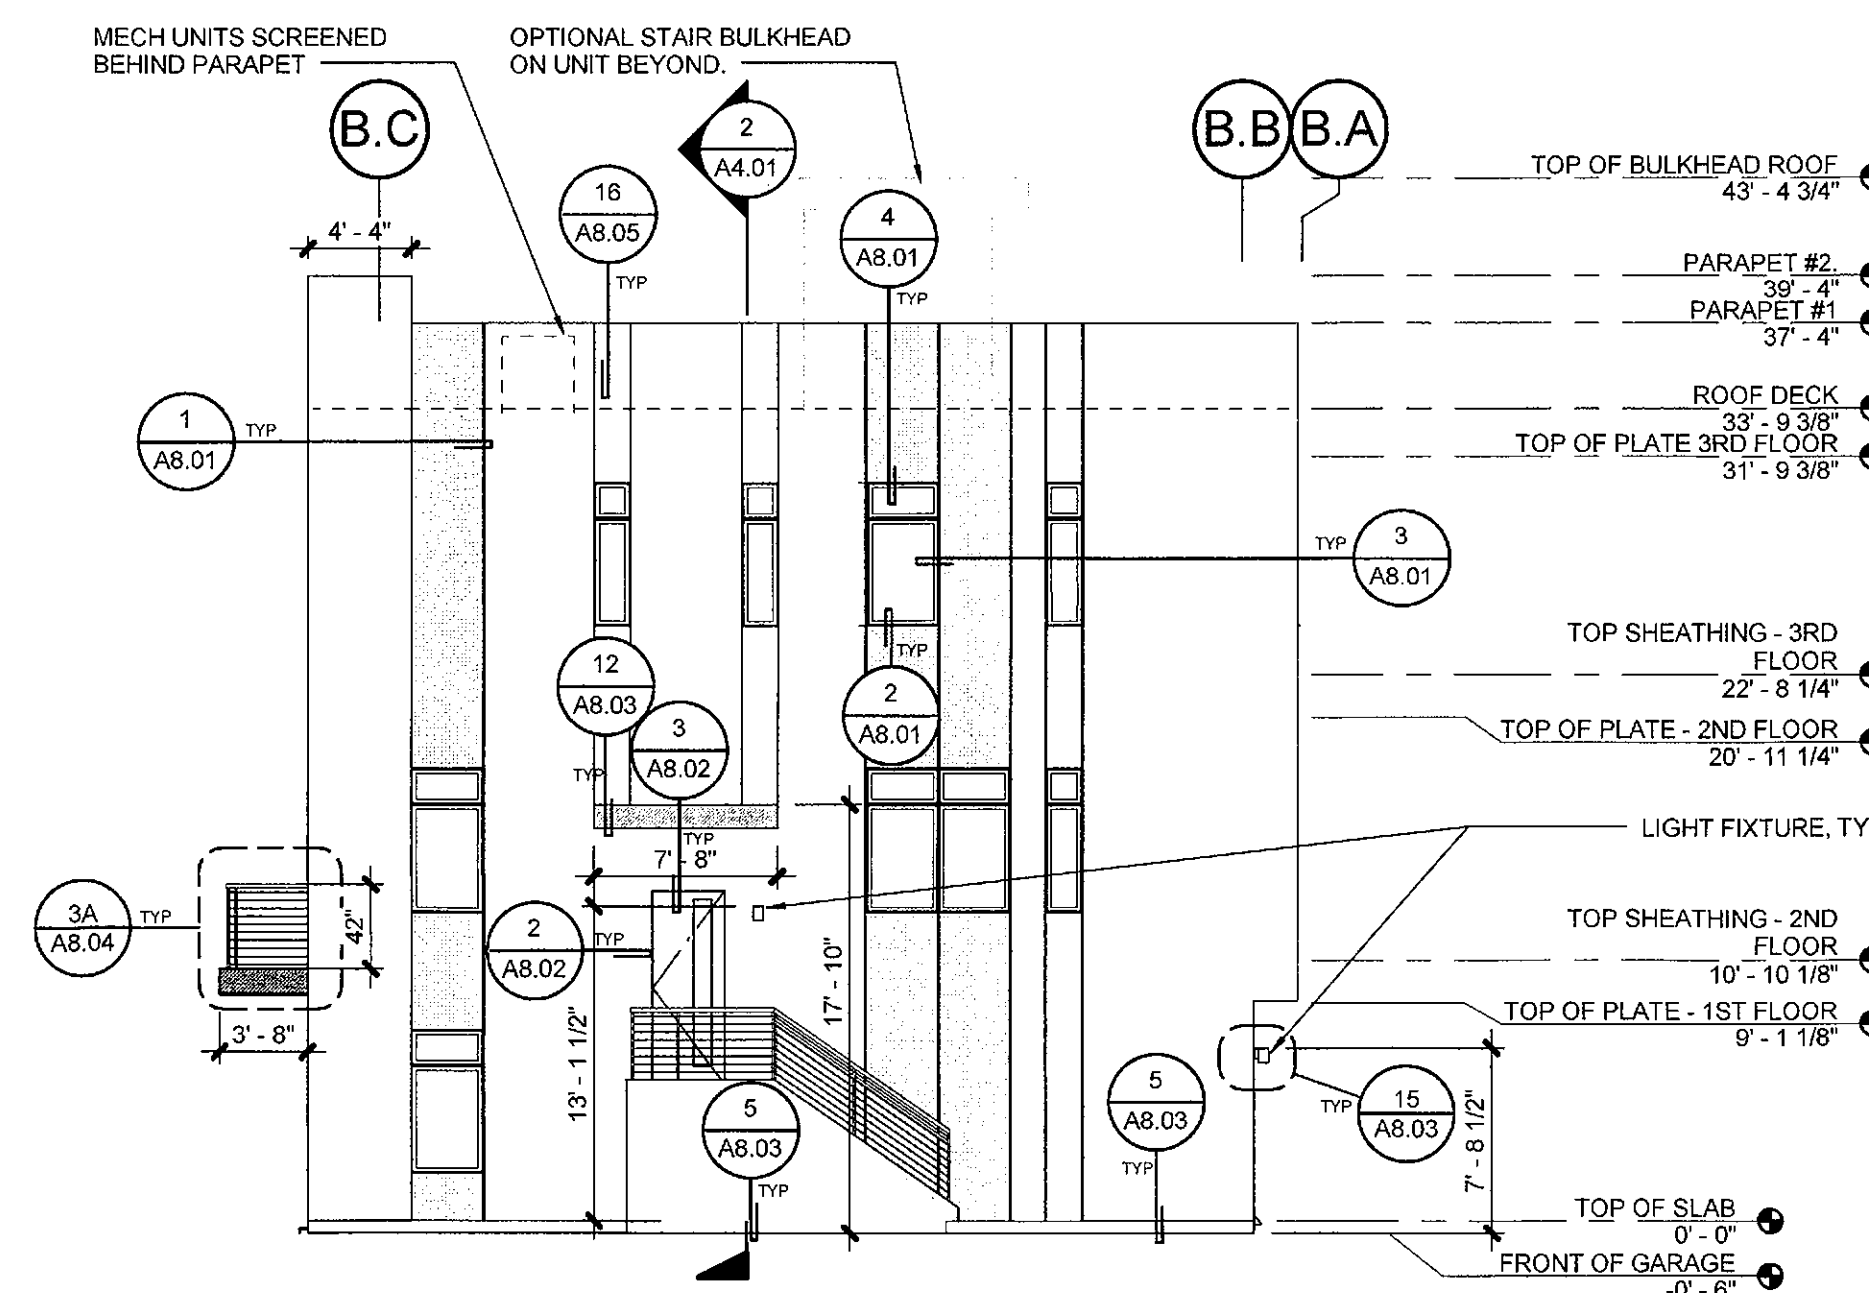 MECH UNITS SCREENED
BEHIND PARAPET
OPTIONAL STAIR BULKHEAD
ON UNIT BEYOND.
B.C
B.B
B.A
2
A4.01
16
A8.05
TYP
4
A8.01
TYP
4' - 4"
TOP OF BULKHEAD ROOF
43' - 4 3/4"
PARAPET #2.
39' - 4"
PARAPET #1
37' - 4"
ROOF DECK
33' - 9 3/8"
TOP OF PLATE 3RD FLOOR
31' - 9 3/8"
1
A8.01
TYP
TYP
3
A8.01
TOP SHEATHING - 3RD
FLOOR
22' - 8 1/4"
TOP OF PLATE - 2ND FLOOR
20' - 11 1/4"
12
A8.03
TYP
3
A8.02
TYP
TYP
2
A8.01
7' - 8"
LIGHT FIXTURE, TY
3A
A8.04
TYP
42"
3' - 8"
2
A8.02
TYP
13' - 1 1/2"
17' - 10"
TOP SHEATHING - 2ND
FLOOR
10' - 10 1/8"
TOP OF PLATE - 1ST FLOOR
9' - 1 1/8"
5
A8.03
TYP
5
A8.03
TYP
TYP
15
A8.03
7' - 8 1/2"
TOP OF SLAB
0' - 0"
FRONT OF GARAGE
-0' - 6"